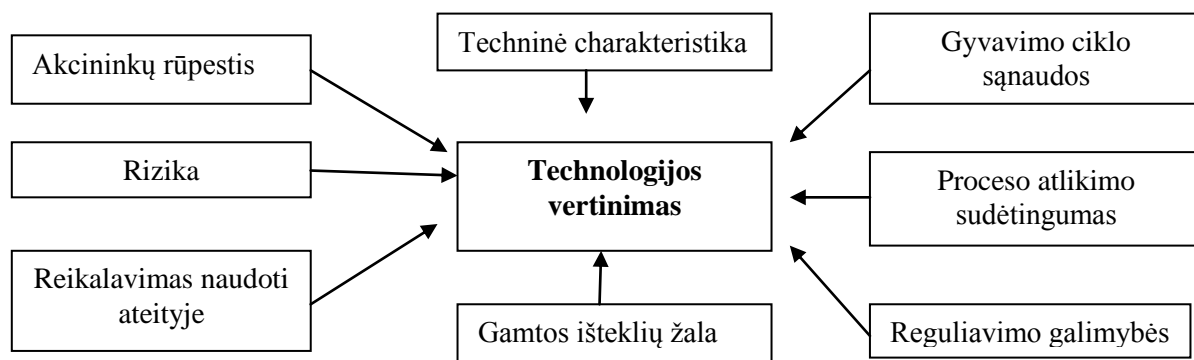 Akcininkų rūpestis
Techninė charakteristika
Gyvavimo ciklo
sąnaudos
Rizika
Technologijos
vertinimas
Proceso atlikimo
sudėtingumas
Reikalavimas naudoti
ateityje
Gamtos išteklių žala
Reguliavimo galimybės